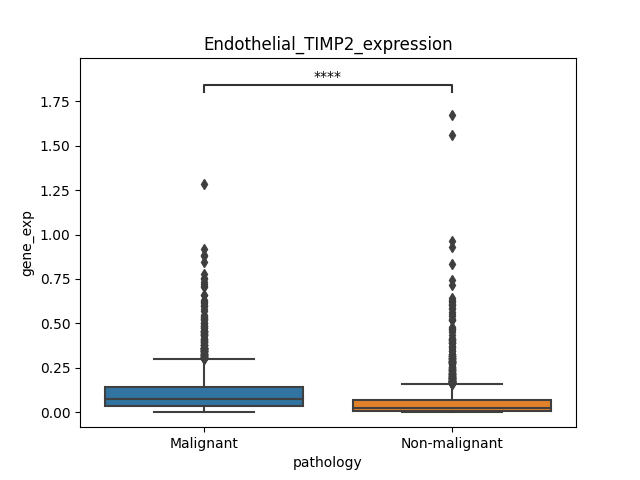 Endothelial_TIMP2_expression
****
1.75
1.50
1.25
1.00
0.75
0.50
0.25
0.00
gene_exp
Malignant
Non-malignant
pathology